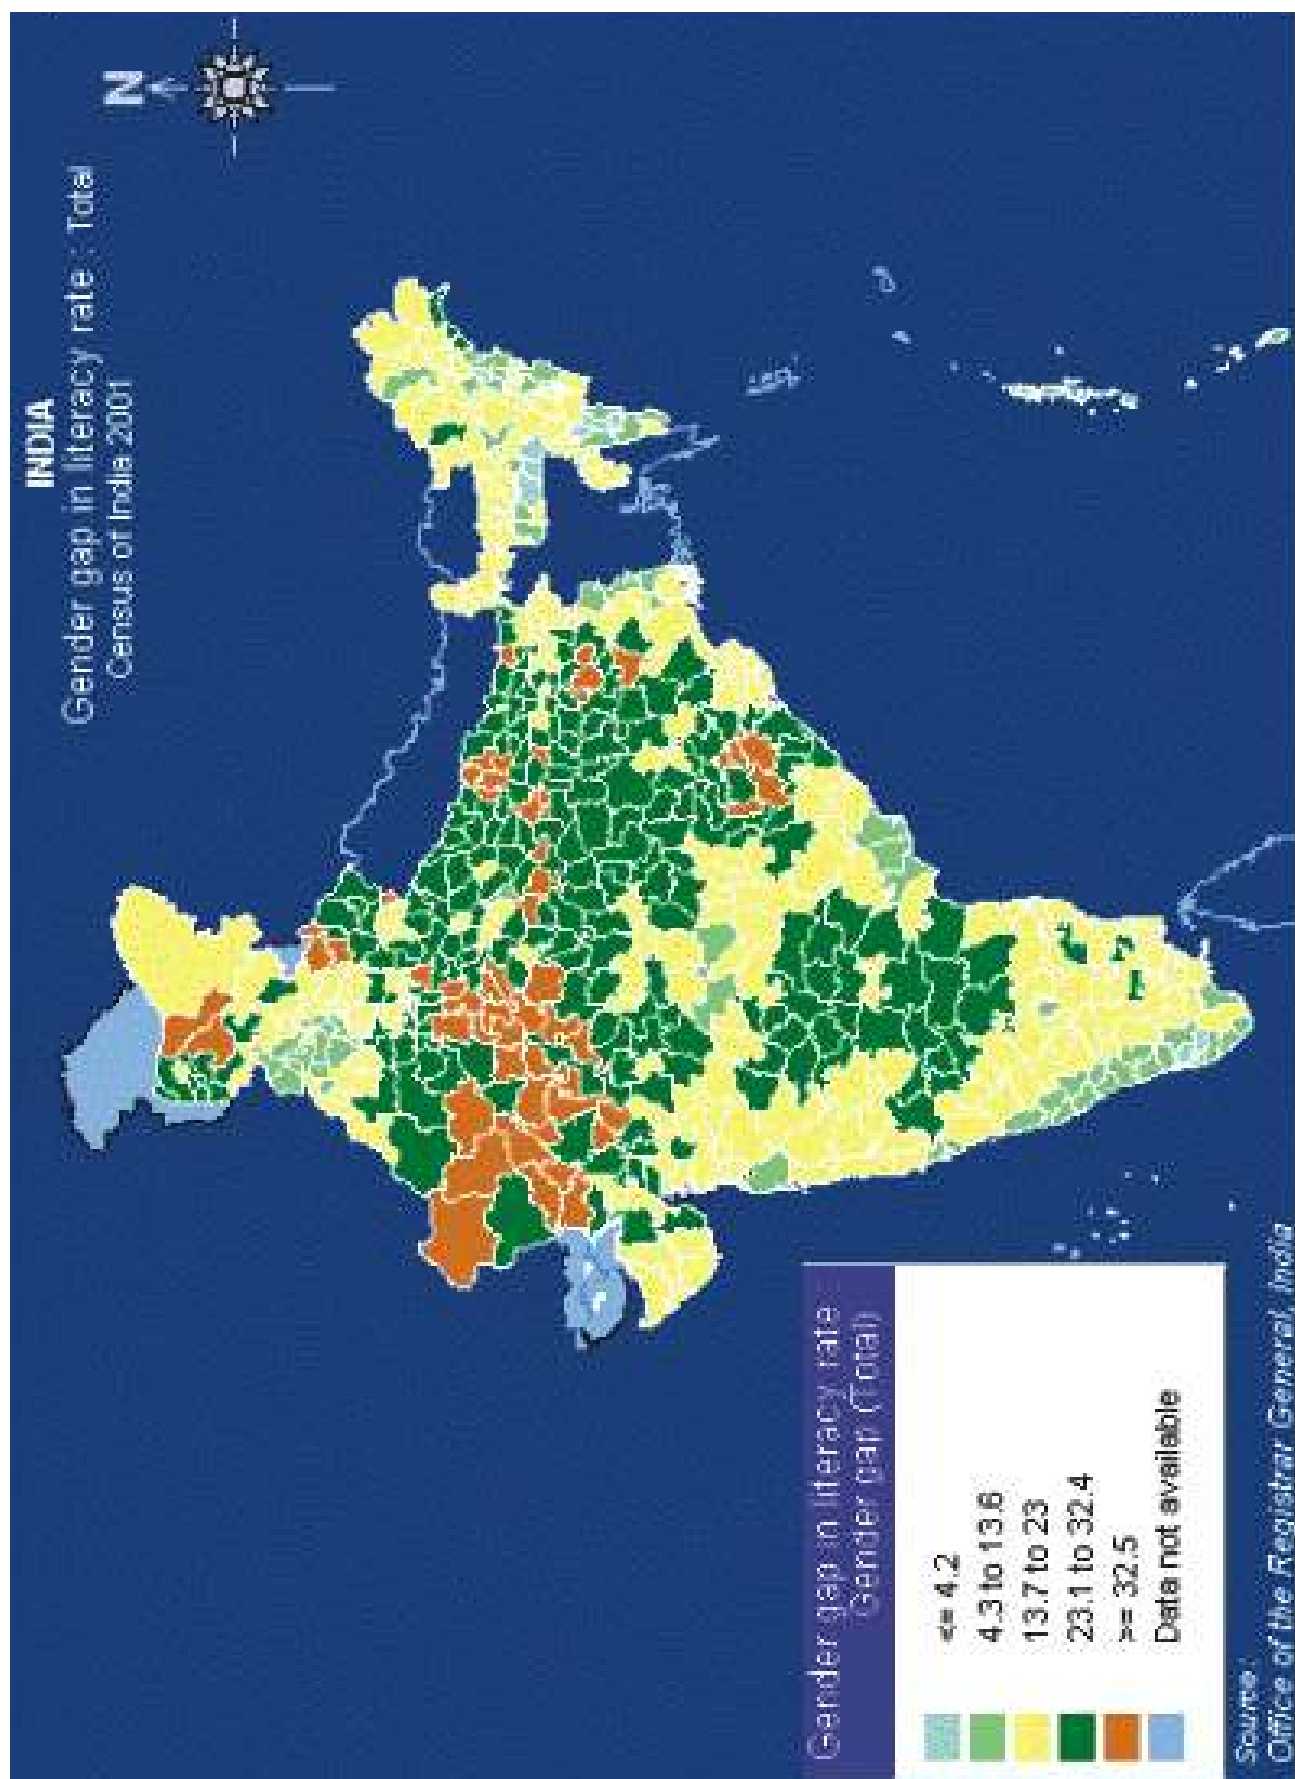 INDIA
Gender gap in literacy rate : Total
Census of India 2001
N
Gender gap in literacy rate :
Gender gap (Total)
<= 4.2
4.3 to 13.6
13.7 to 23
23.1 to 32.4
>= 32.5
Data not available
Source:
Office of the Registrar General, India